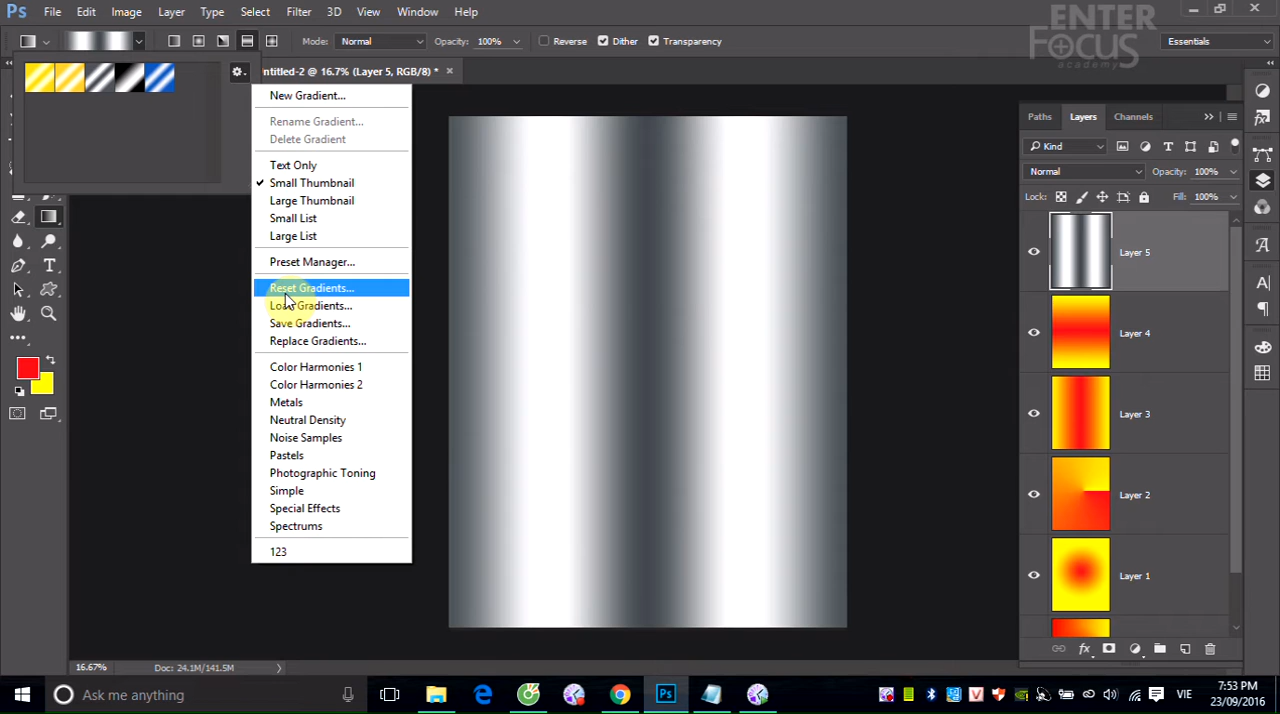 Ps File Edit Image Layer Type Select Filter 3D View Window Help
ENTER
FOCUS
academy
Mode: Normal Opacity: 100% Reverse Dither Transparency Essentials
ntitled-2 @ 16.7% (Layer 5, RGB/8) *
New Gradient...
Rename Gradient...
Delete Gradient
Text Only
Small Thumbnail
Large Thumbnail
Small List
Large List
Preset Manager...
Reset Gradients...
Load Gradients...
Save Gradients...
Replace Gradients...
Color Harmonies 1
Color Harmonies 2
Metals
Neutral Density
Noise Samples
Pastels
Photographic Toning
Simple
Special Effects
Spectrums
123
Paths Layers Channels
Kind
Normal Opacity: 100%
Lock: Fill: 100%
Layer 5
Layer 4
Layer 3
Layer 2
Layer 1
fx
16.67% Doc: 24.1M/141.5M
Ask me anything
VIE
7:53 PM
23/09/2016